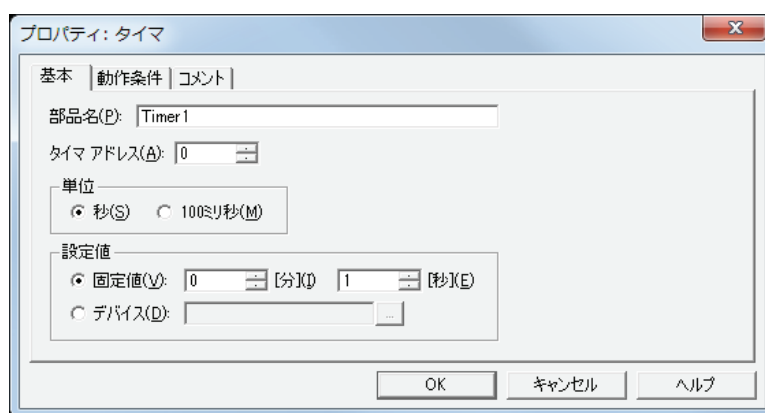 プロパティ: タイマ
基本 動作条件 コメント
部品名(P): Timer1
タイマ アドレス(A): 0
単位
秒(S) 100ミリ秒(M)
設定値
固定値(V): 0 [分](I) 1 [秒](E)
デバイス(D): ...
OK キャンセル ヘルプ